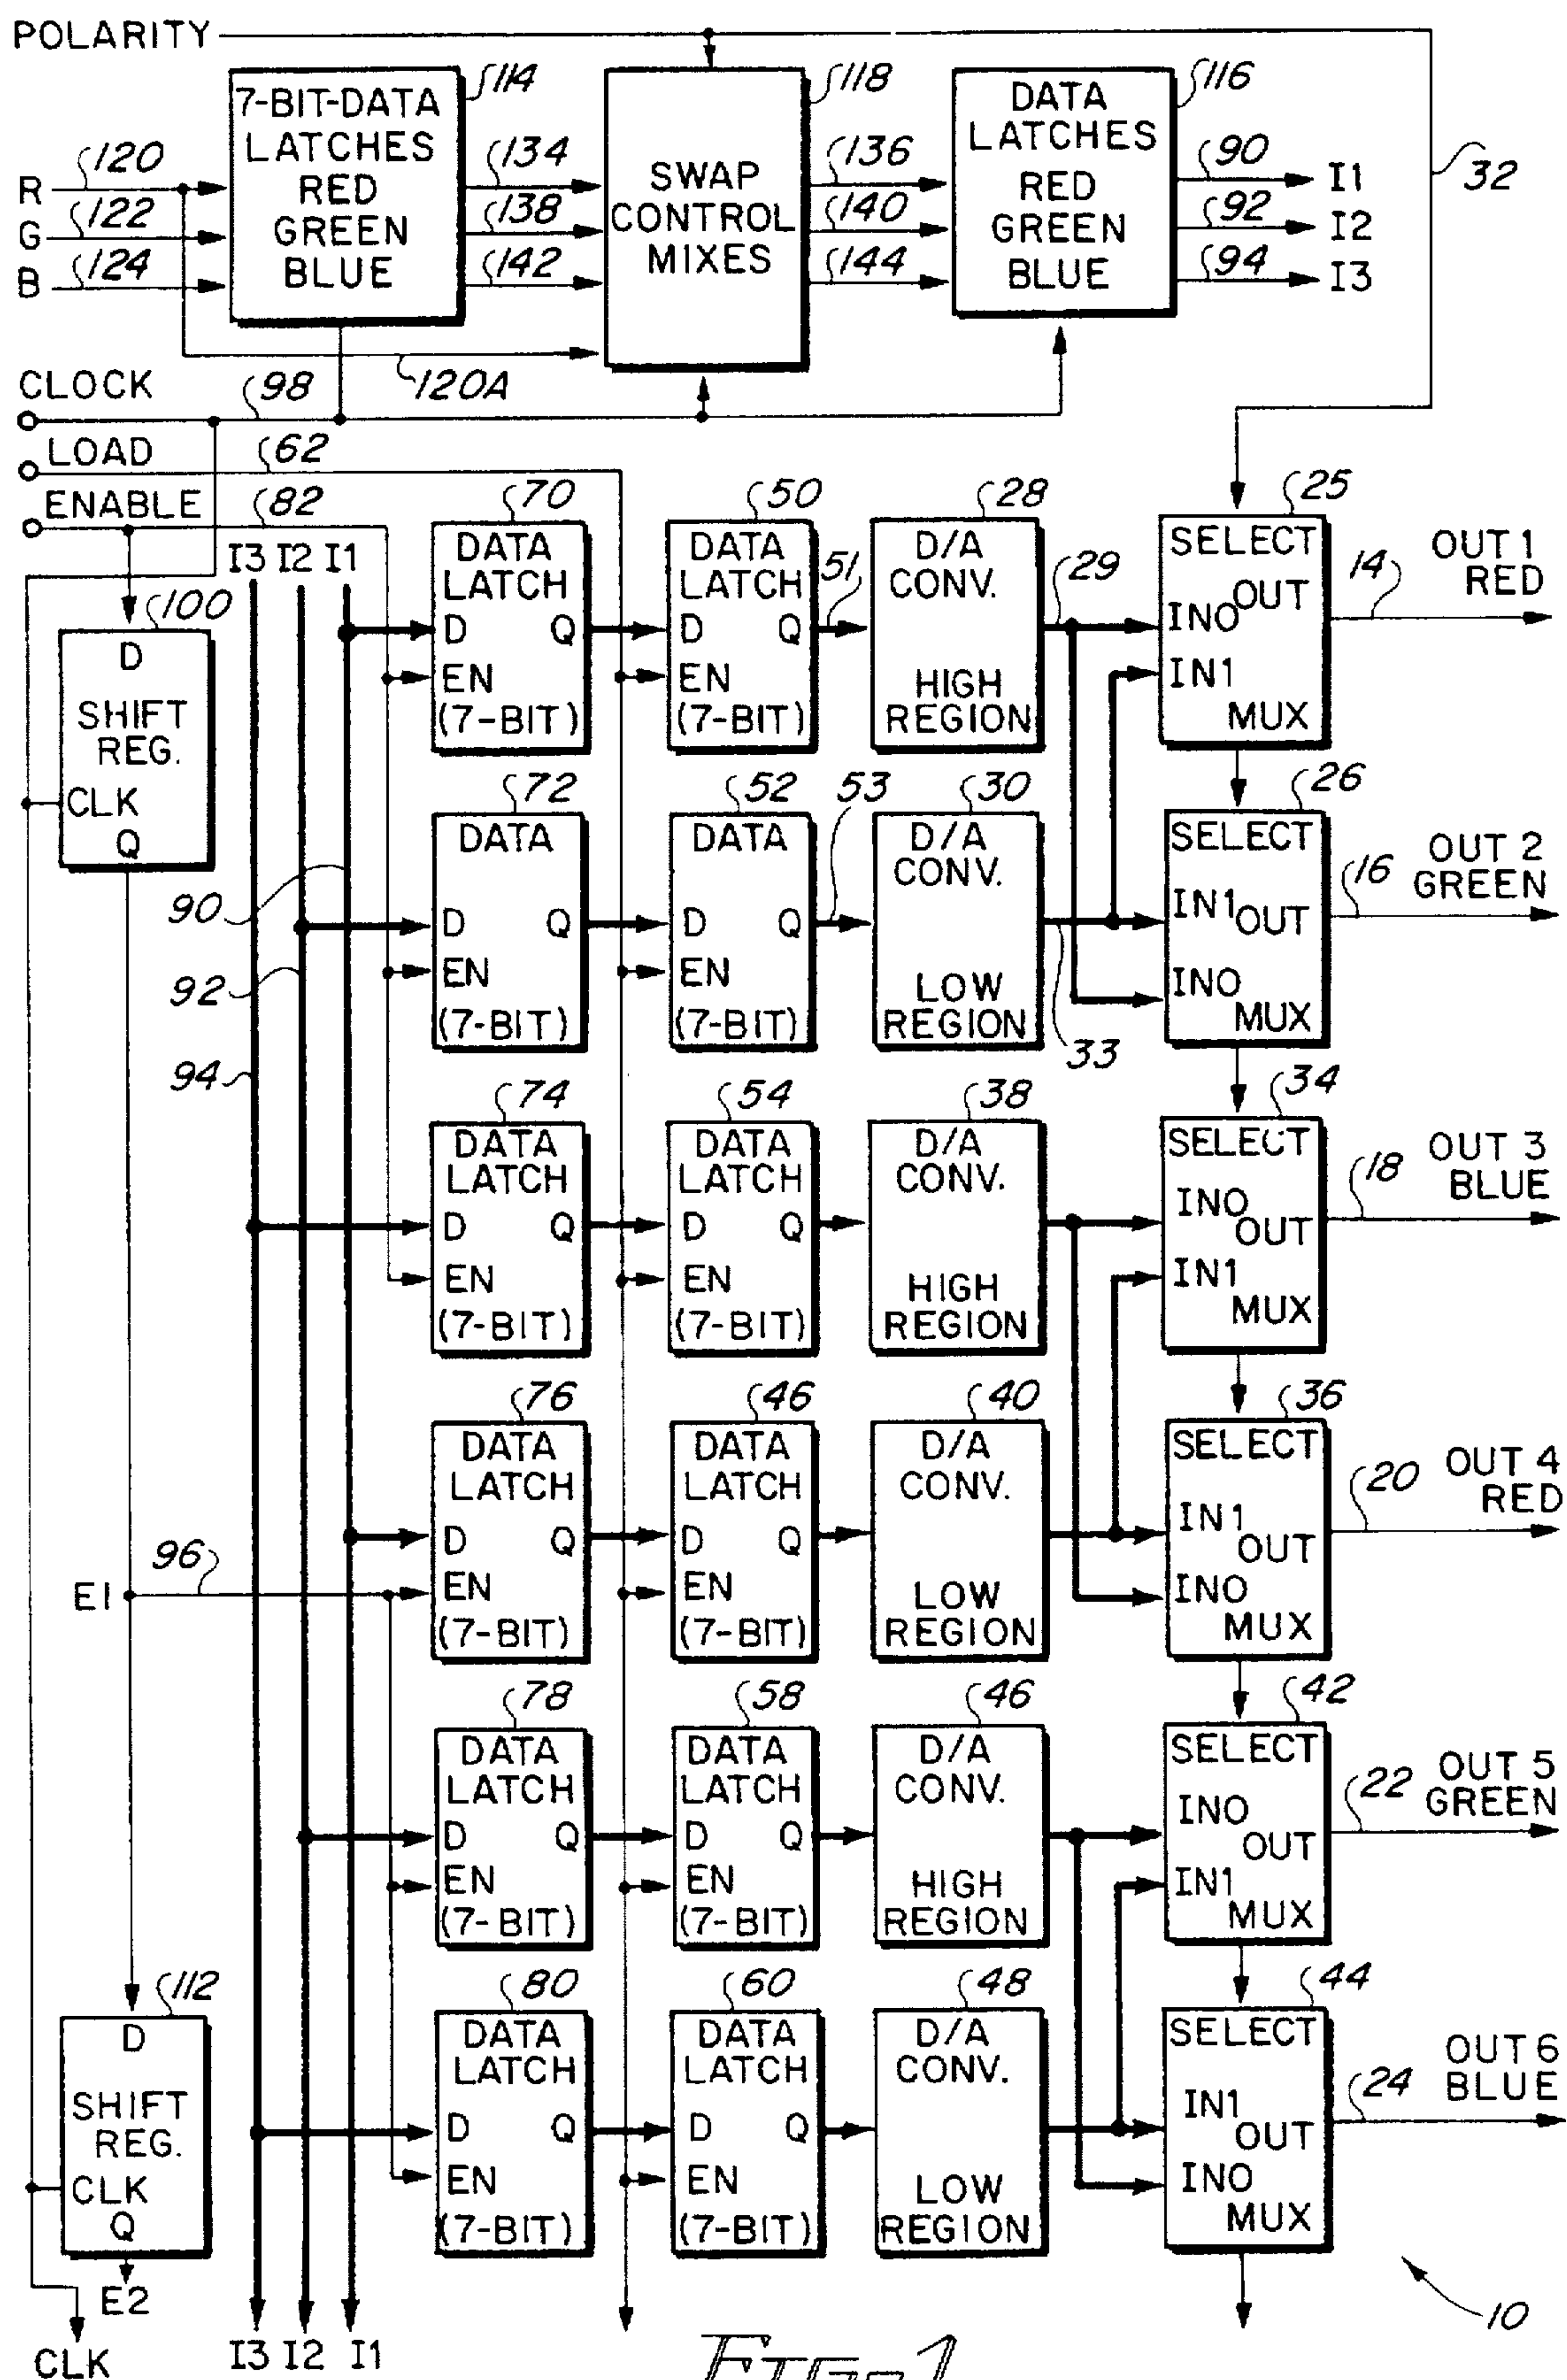 POLARITY
114
118
116
7-BIT-DATA
LATCHES
RED
GREEN
BLUE
SWAP
CONTROL
MIXES
DATA
LATCHES
RED
GREEN
BLUE
R
120
G
122
B
124
134
138
142
136
140
144
90
I1
92
I2
94
I3
32
120A
CLOCK
98
LOAD
62
ENABLE
82
I3 I2 I1
100
D
SHIFT
REG.
CLK
Q
70
DATA
LATCH
D Q
EN
(7-BIT)
50
DATA
LATCH
D Q
EN
(7-BIT)
51
28
D/A
CONV.
HIGH
REGION
29
25
SELECT
INO OUT
IN1
MUX
14
OUT 1
RED
90
92
94
72
DATA
D Q
EN
(7-BIT)
52
DATA
D Q
EN
(7-BIT)
53
30
D/A
CONV.
LOW
REGION
33
26
SELECT
IN1 OUT
INO
MUX
16
OUT 2
GREEN
74
DATA
LATCH
D Q
EN
(7-BIT)
54
DATA
LATCH
D Q
EN
(7-BIT)
38
D/A
CONV.
HIGH
REGION
34
SELECT
INO
OUT
IN1
MUX
18
OUT 3
BLUE
76
DATA
LATCH
D Q
EN
(7-BIT)
46
DATA
LATCH
D Q
EN
(7-BIT)
40
D/A
CONV.
LOW
REGION
36
SELECT
IN1
OUT
INO
MUX
20
OUT 4
RED
E1
96
78
DATA
LATCH
D Q
EN
(7-BIT)
58
DATA
LATCH
D Q
EN
(7-BIT)
46
D/A
CONV.
HIGH
REGION
42
SELECT
INO
OUT
IN1
MUX
22
OUT 5
GREEN
112
D
SHIFT
REG.
CLK
Q
80
DATA
LATCH
D Q
EN
(7-BIT)
60
DATA
LATCH
D Q
EN
(7-BIT)
48
D/A
CONV.
LOW
REGION
44
SELECT
IN1
OUT
INO
MUX
24
OUT 6
BLUE
E2
CLK
I3 I2 I1
10
FIG. 1